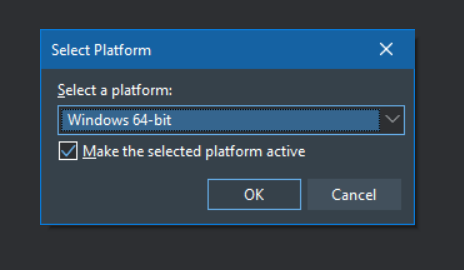 Select Platform
Select a platform:
Windows 64-bit
Make the selected platform active
OK
Cancel